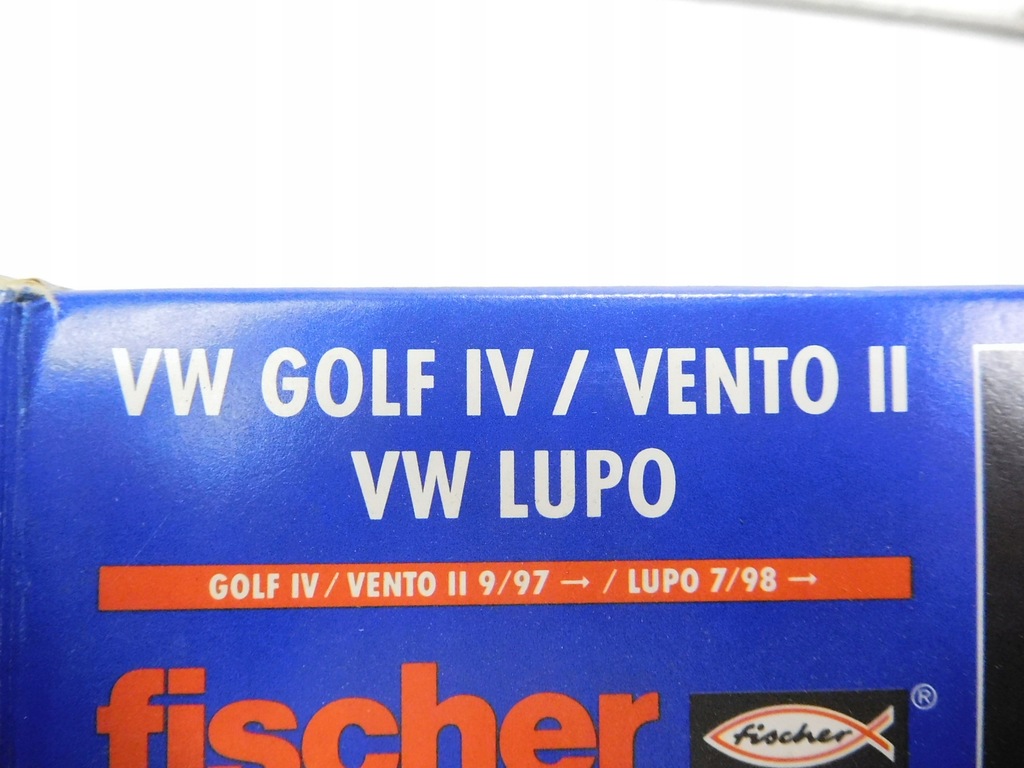 VW GOLF IV / VENTO II
VW LUPO
GOLF IV / VENTO II 9/97 → / LUPO 7/98 →
fischer
fischer ®